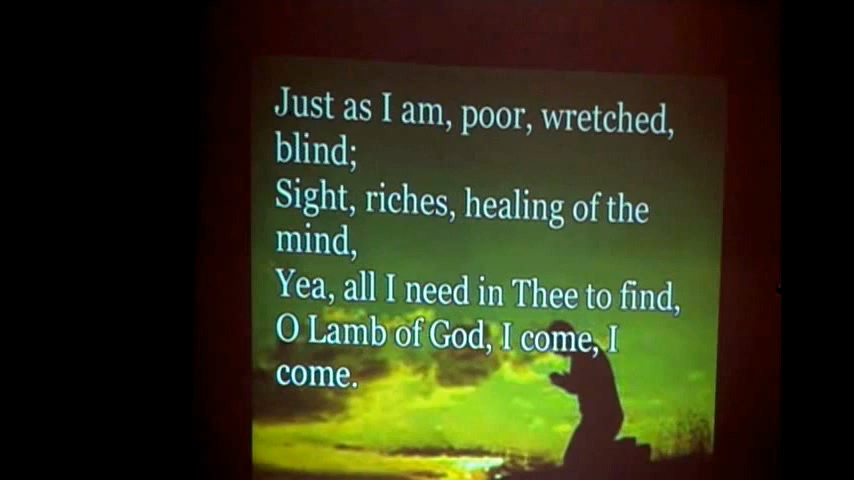 Just as I am, poor, wretched,
blind;
Sight, riches, healing of the
mind,
Yea, all I need in Thee to find,
O Lamb of God, I come, I
come.